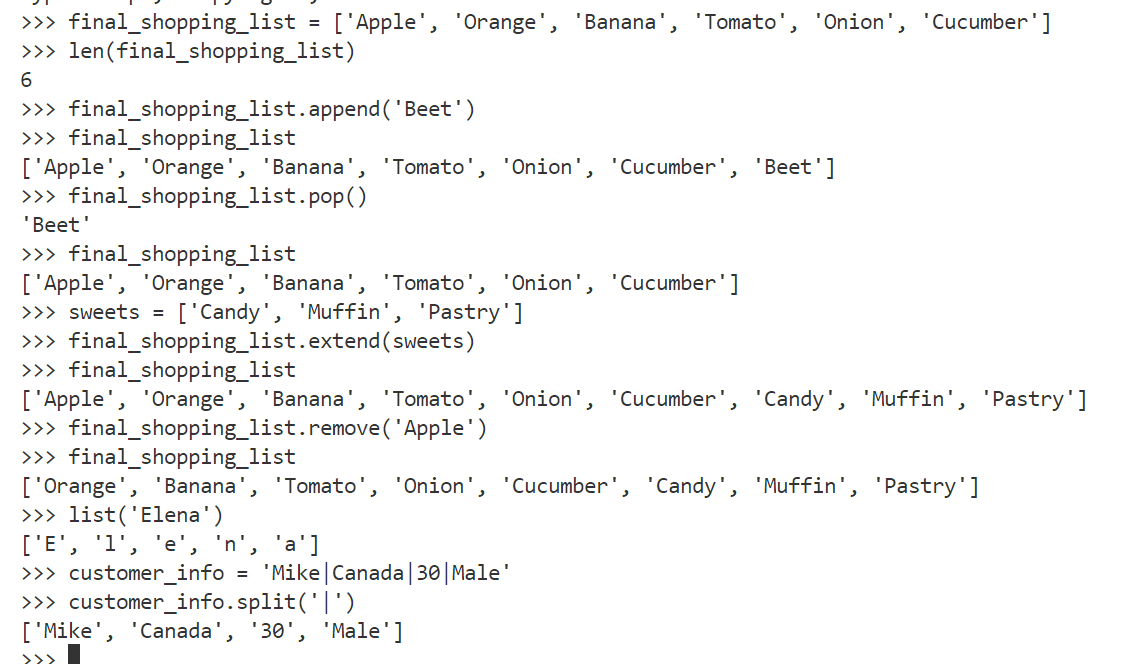 >>> final_shopping_list = ['Apple', 'Orange', 'Banana', 'Tomato', 'Onion', 'Cucumber']
>>> len(final_shopping_list)
6
>>> final_shopping_list.append('Beet')
>>> final_shopping_list
['Apple', 'Orange', 'Banana', 'Tomato', 'Onion', 'Cucumber', 'Beet']
>>> final_shopping_list.pop()
'Beet'
>>> final_shopping_list
['Apple', 'Orange', 'Banana', 'Tomato', 'Onion', 'Cucumber']
>>> sweets = ['Candy', 'Muffin', 'Pastry']
>>> final_shopping_list.extend(sweets)
>>> final_shopping_list
['Apple', 'Orange', 'Banana', 'Tomato', 'Onion', 'Cucumber', 'Candy', 'Muffin', 'Pastry']
>>> final_shopping_list.remove('Apple')
>>> final_shopping_list
['Orange', 'Banana', 'Tomato', 'Onion', 'Cucumber', 'Candy', 'Muffin', 'Pastry']
>>> list('Elena')
['E', 'l', 'e', 'n', 'a']
>>> customer_info = 'Mike|Canada|30|Male'
>>> customer_info.split('|')
['Mike', 'Canada', '30', 'Male']
>>>